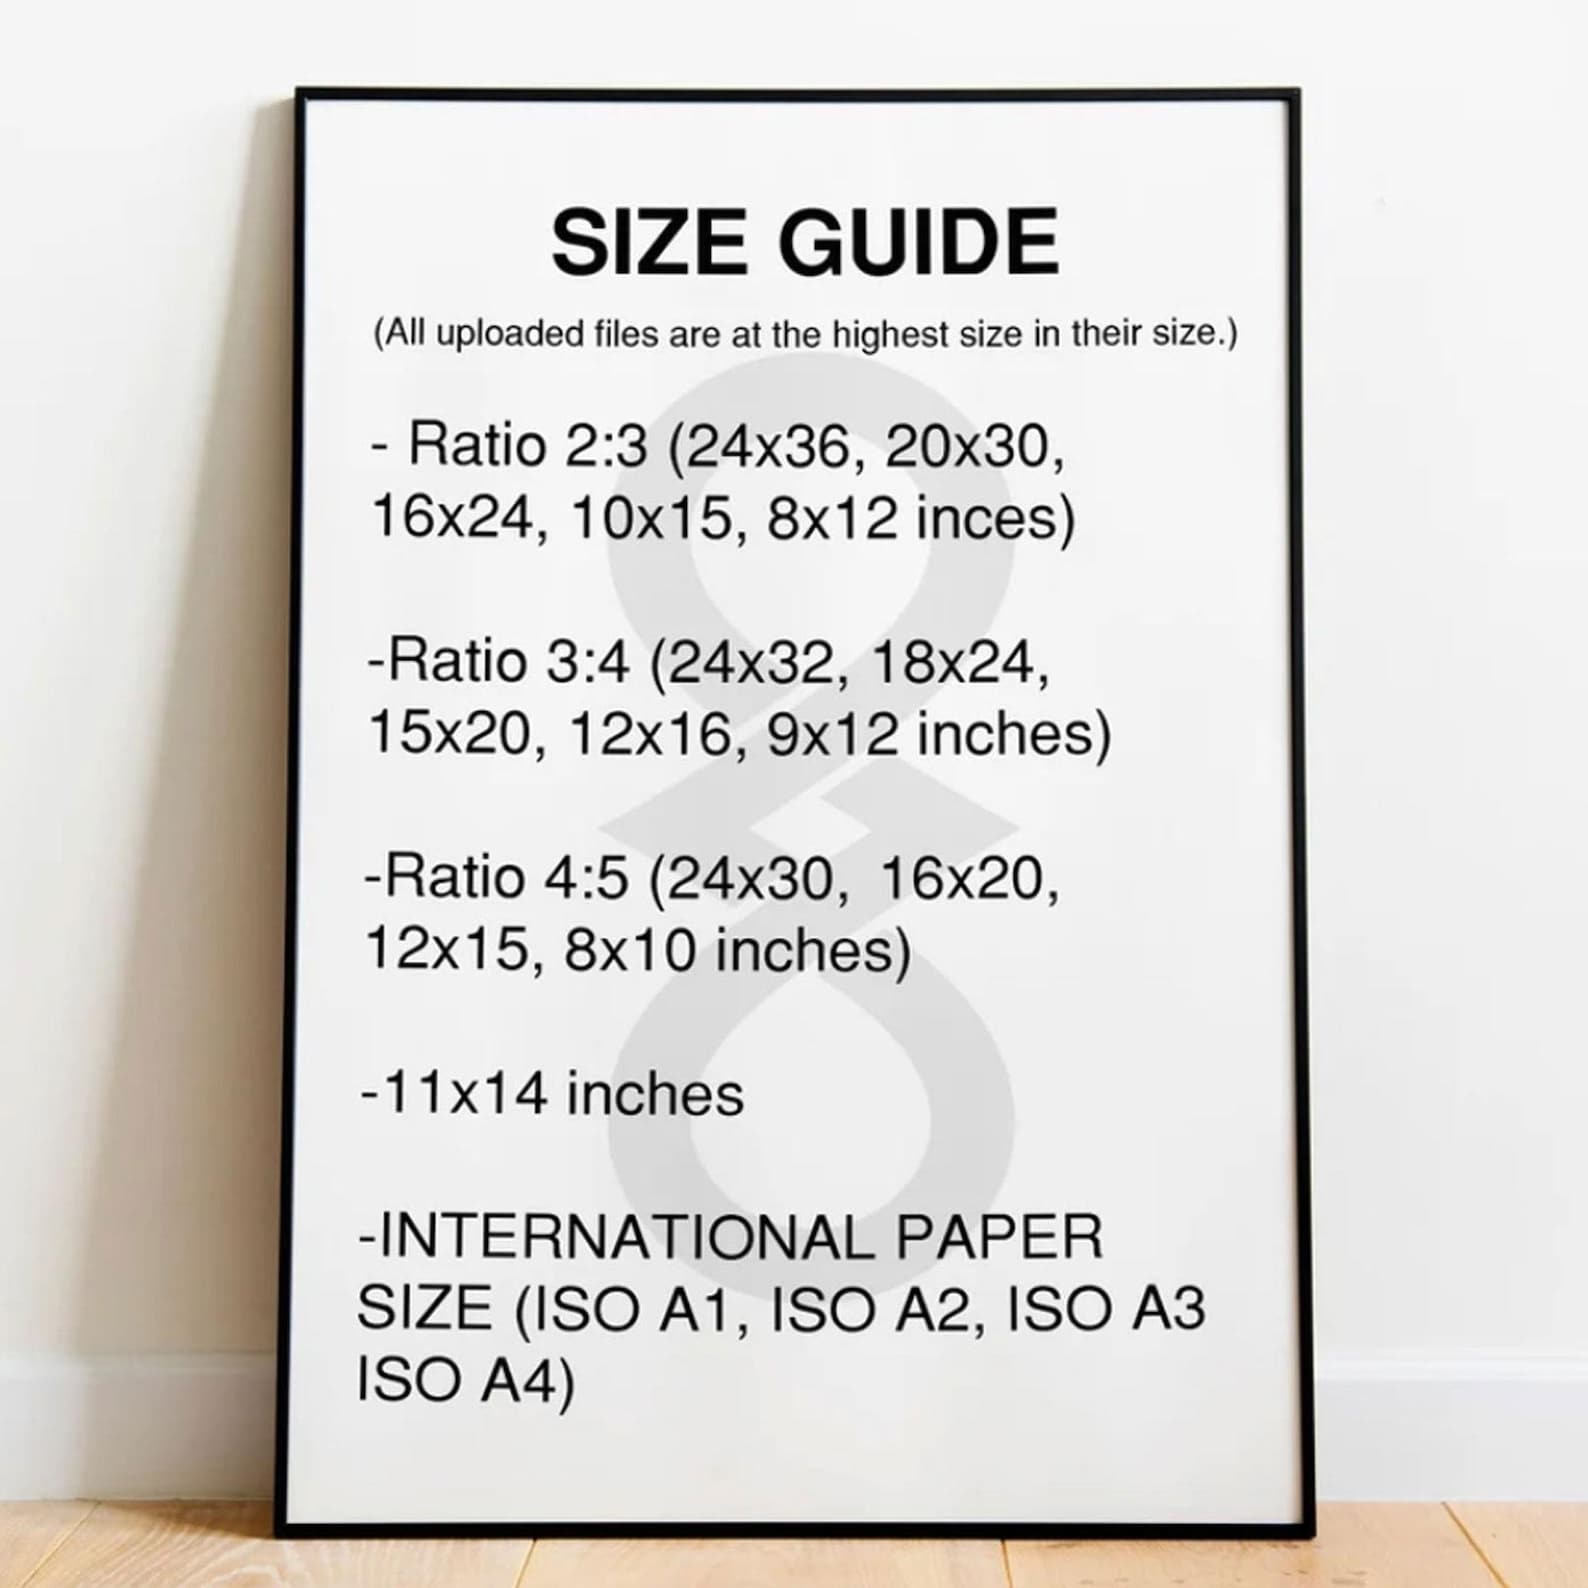 SIZE GUIDE
(All uploaded files are at the highest size in their size.)
- Ratio 2:3 (24x36, 20x30,
16x24, 10x15, 8x12 inces)
-Ratio 3:4 (24x32, 18x24,
15x20, 12x16, 9x12 inches)
-Ratio 4:5 (24x30, 16x20,
12x15, 8x10 inches)
-11x14 inches
-INTERNATIONAL PAPER
SIZE (ISO A1, ISO A2, ISO A3
ISO A4)